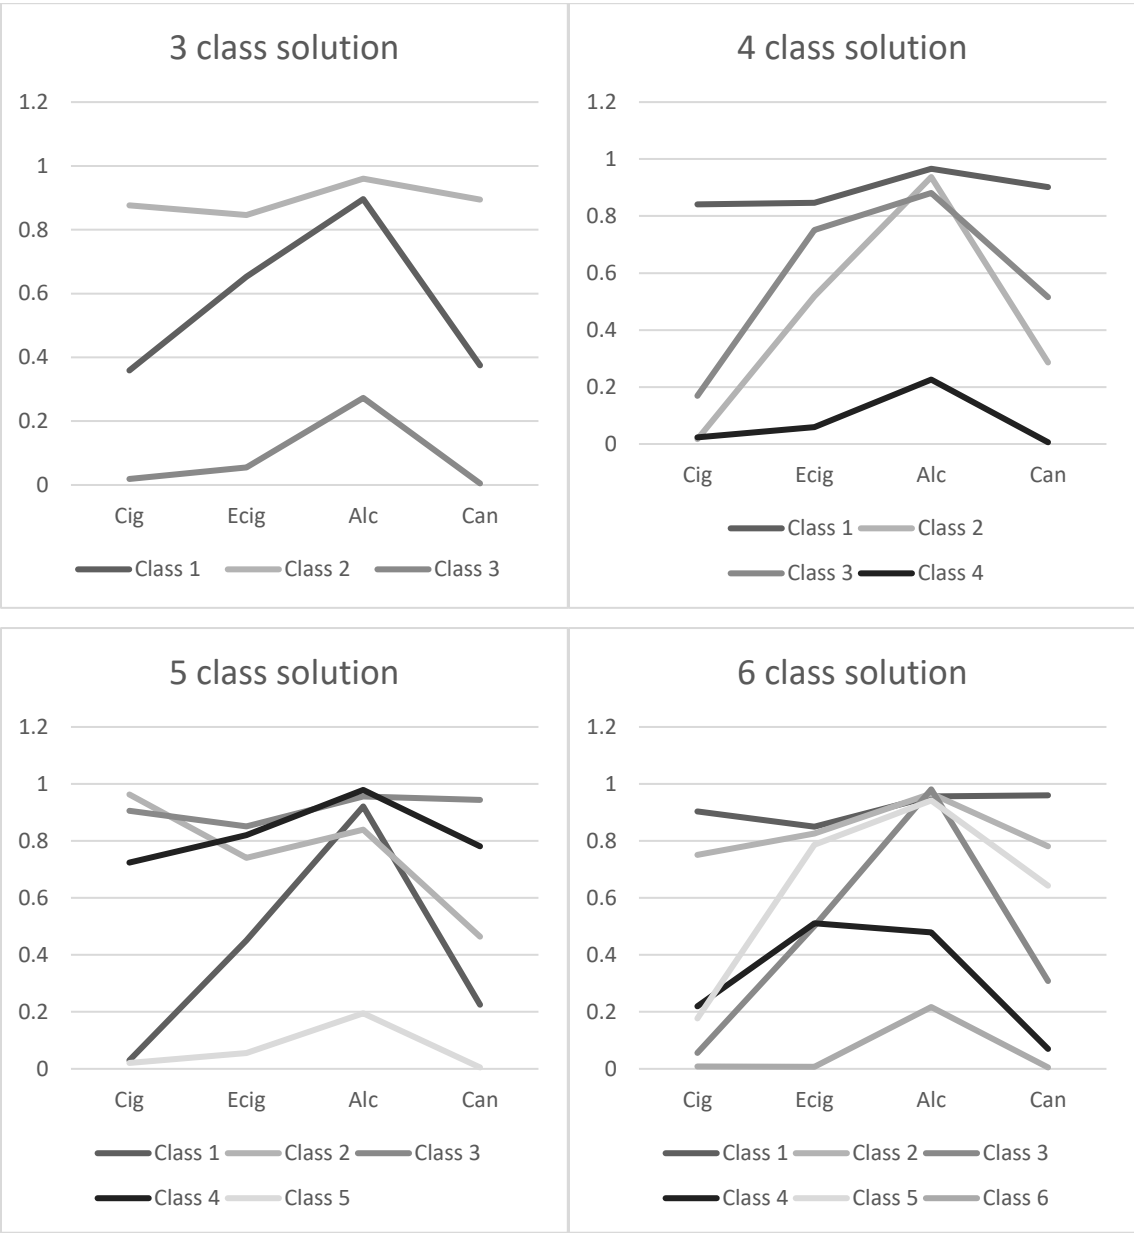 3 class solution
1.2
1
0.8
0.6
0.4
0.2
0
Cig Ecig Alc Can
Class 1 Class 2 Class 3
4 class solution
1.2
1
0.8
0.6
0.4
0.2
0
Cig Ecig Alc Can
Class 1 Class 2
Class 3 Class 4
5 class solution
1.2
1
0.8
0.6
0.4
0.2
0
Cig Ecig Alc Can
Class 1 Class 2 Class 3
Class 4 Class 5
6 class solution
1.2
1
0.8
0.6
0.4
0.2
0
Cig Ecig Alc Can
Class 1 Class 2 Class 3
Class 4 Class 5 Class 6